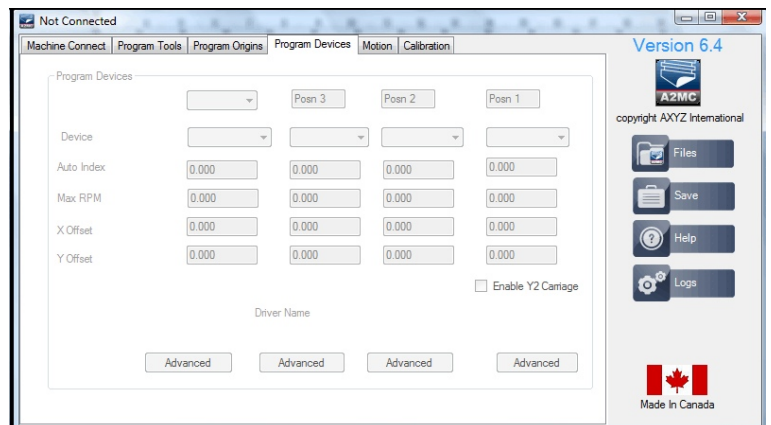 Not Connected
Machine Connect Program Tools Program Origins Program Devices Motion Calibration
Version 6.4
A2MC
copyright AXYZ International
Files
Save
Help
Logs
Made In Canada
Program Devices
Posn 3 Posn 2 Posn 1
Device
Auto Index 0.000 0.000 0.000 0.000
Max RPM 0.000 0.000 0.000 0.000
X Offset 0.000 0.000 0.000 0.000
Y Offset 0.000 0.000 0.000 0.000
Enable Y2 Carriage
Driver Name
Advanced Advanced Advanced Advanced